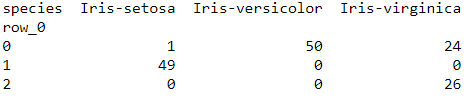 species Iris-setosa Iris-versicolor Iris-virginica
row_0
0 1 50 24
1 49 0 0
2 0 0 26